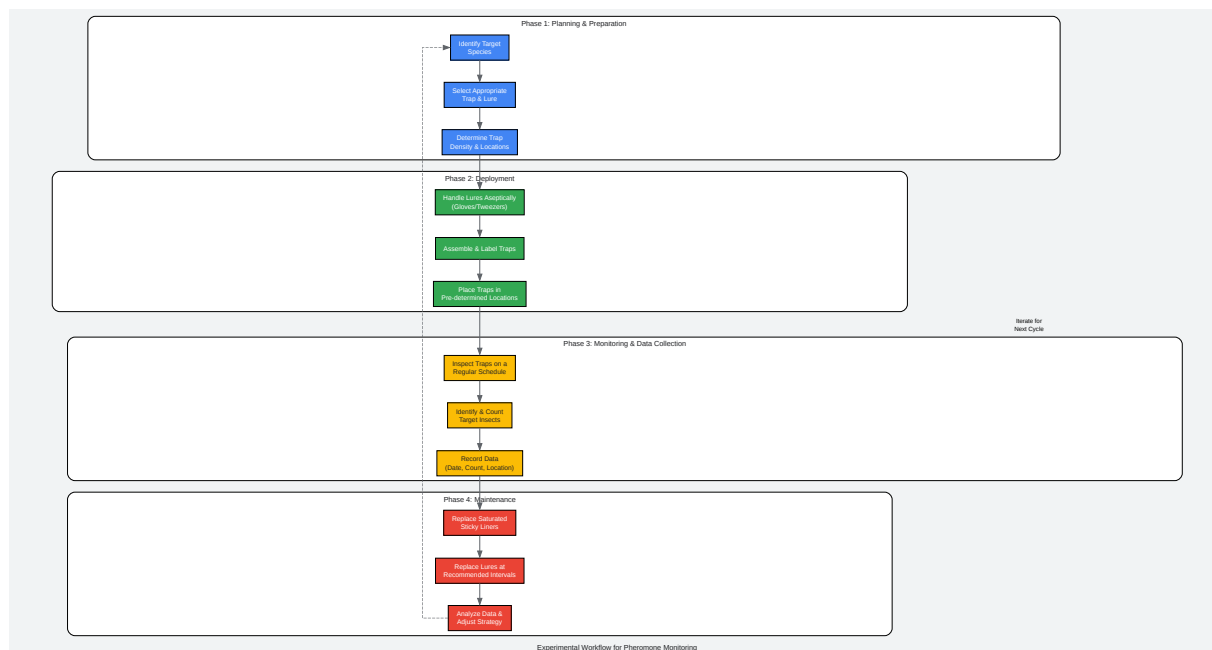 Phase 1: Planning & Preparation
Identify Target
Species
Select Appropriate
Trap & Lure
Determine Trap
Density & Locations
Phase 2: Deployment
Handle Lures Aseptically
(Gloves/Tweezers)
Assemble & Label Traps
Place Traps in
Pre-determined Locations
Iterate for
Next Cycle
Phase 3: Monitoring & Data Collection
Inspect Traps on a
Regular Schedule
Identify & Count
Target Insects
Record Data
(Date, Count, Location)
Phase 4: Maintenance
Replace Saturated
Sticky Liners
Replace Lures at
Recommended Intervals
Analyze Data &
Adjust Strategy
Experimental Workflow for Pheromone Monitoring